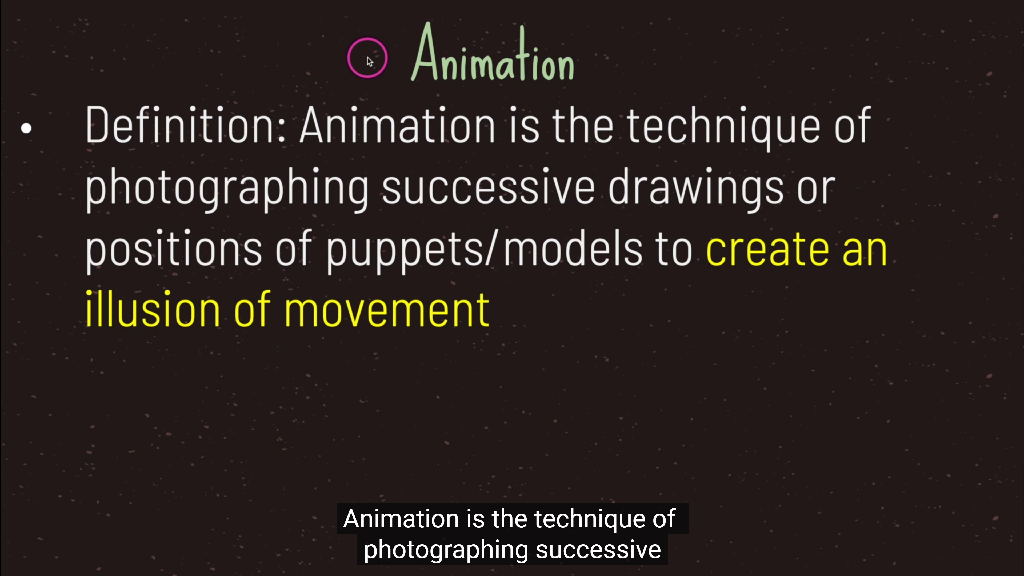 Animation
• Definition: Animation is the technique of
photographing successive drawings or
positions of puppets/models to create an
illusion of movement
Animation is the technique of
photographing successive